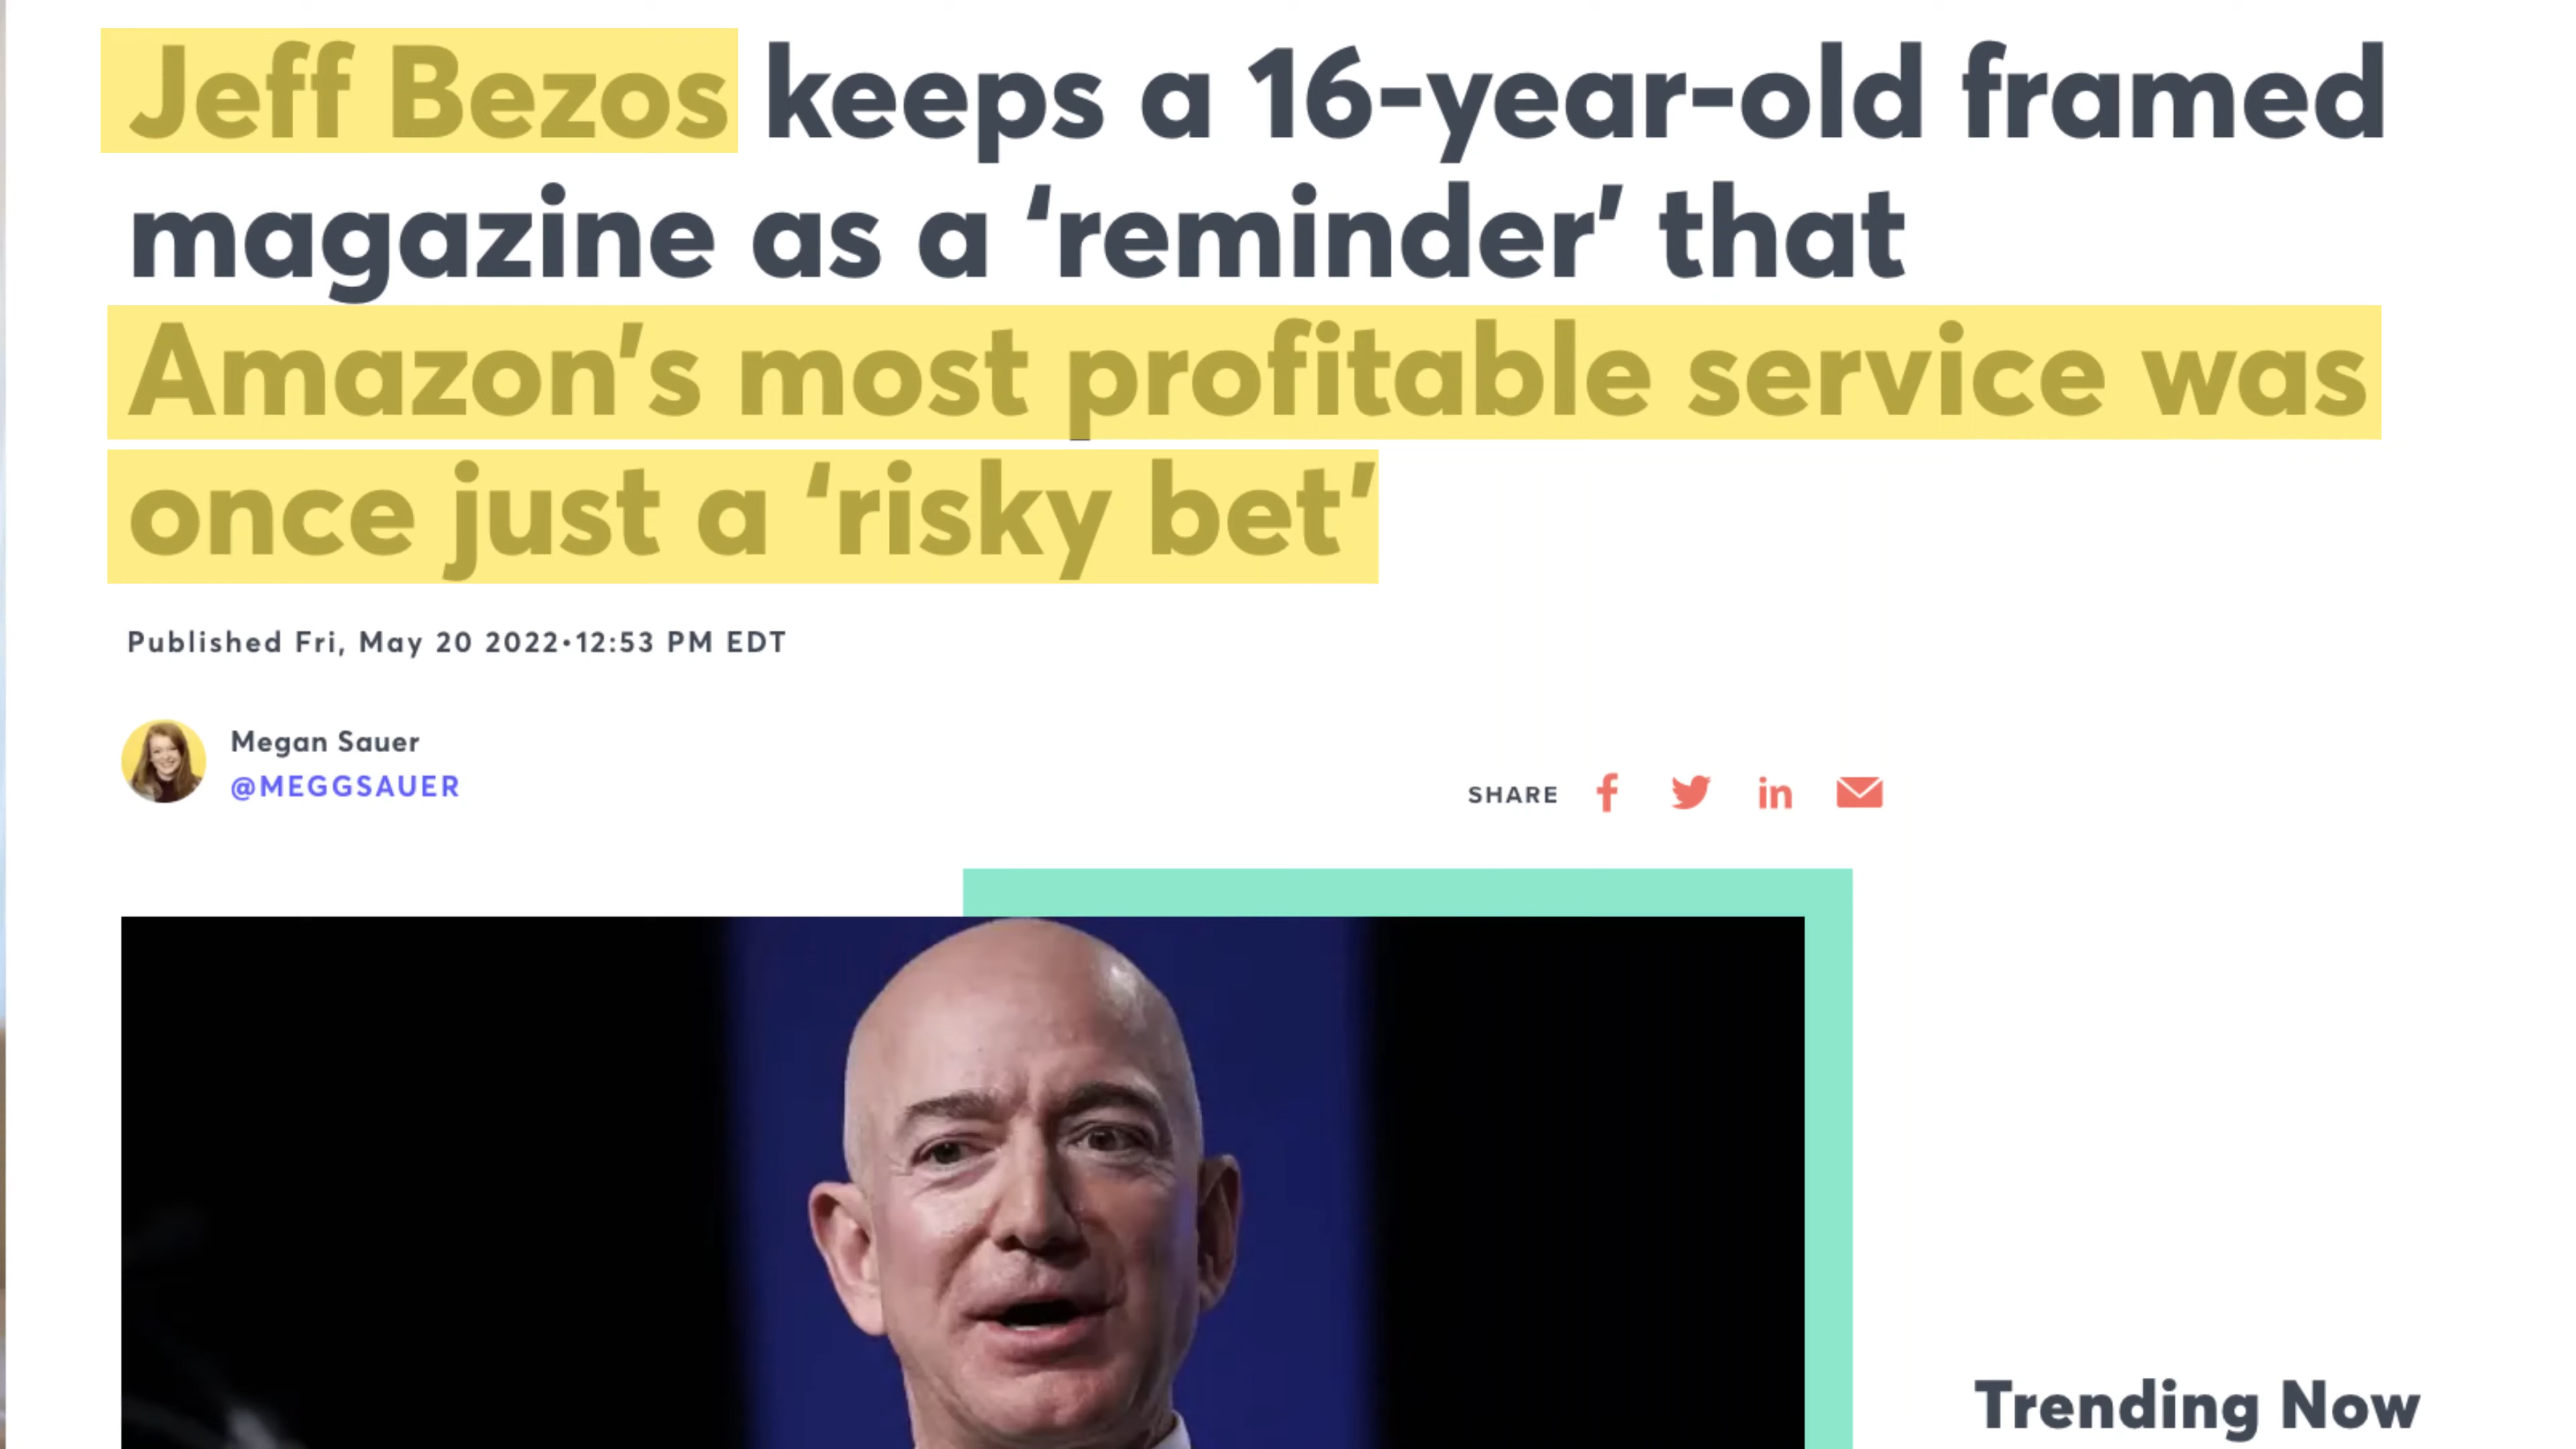 Jeff Bezos keeps a 16-year-old framed
magazine as a ‘reminder’ that
Amazon’s most profitable service was
once just a ‘risky bet’
Published Fri, May 20 2022•12:53 PM EDT
Megan Sauer
@MEGGSAUER
SHARE
Trending Now